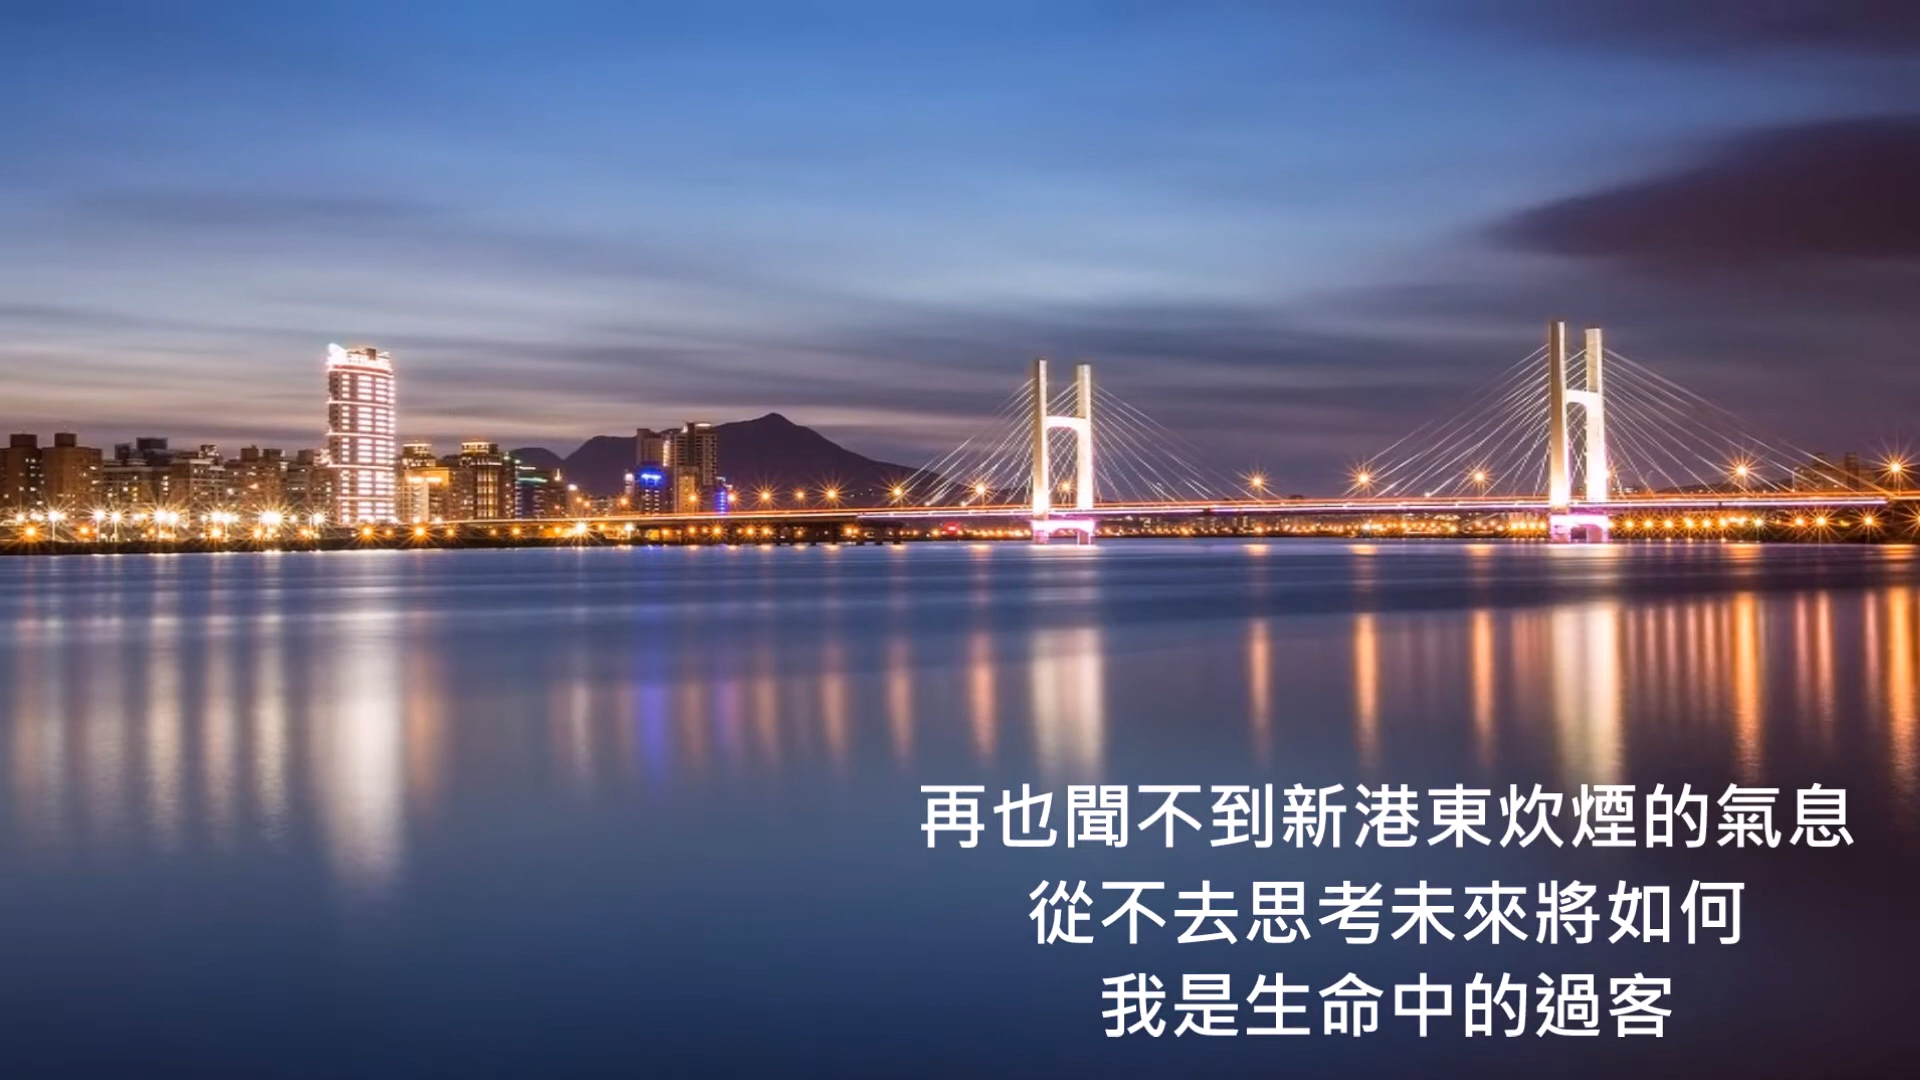 再也聞不到新港東炊煙的氣息
從不去思考未來將如何
我是生命中的過客